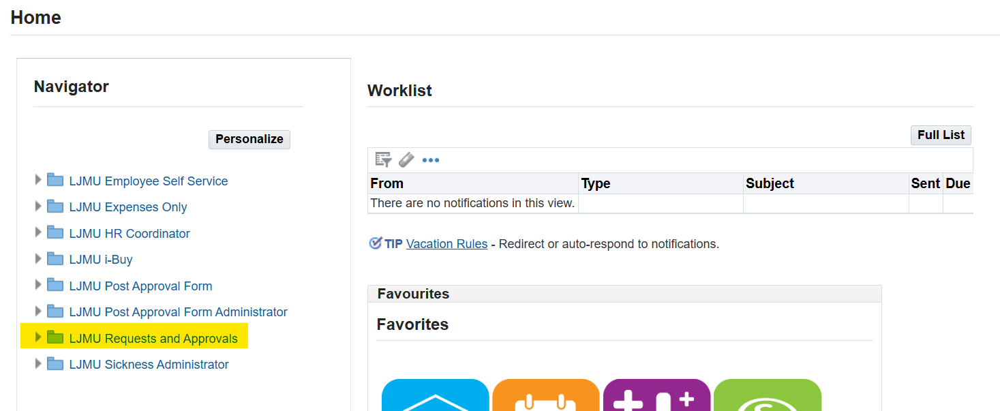 Home
Navigator
Personalize
LJMU Employee Self Service
LJMU Expenses Only
LJMU HR Coordinator
LJMU i-Buy
LJMU Post Approval Form
LJMU Post Approval Form Administrator
LJMU Requests and Approvals
LJMU Sickness Administrator
Worklist
Full List
From Type Subject Sent Due
There are no notifications in this view.
TIP Vacation Rules - Redirect or auto-respond to notifications.
Favourites
Favorites